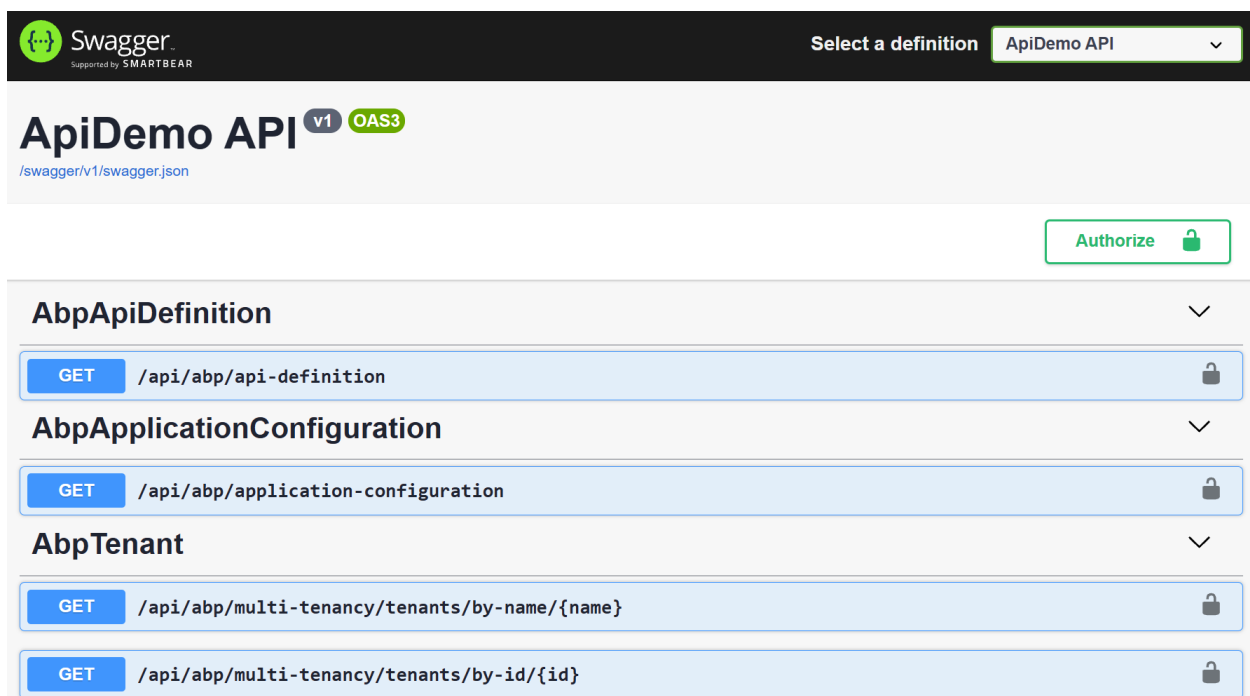 Swagger™ Select a definition ApiDemo API
Supported by SMARTBEAR
ApiDemo API v1 OAS3
/swagger/v1/swagger.json
Authorize
AbpApiDefinition
GET /api/abp/api-definition
AbpApplicationConfiguration
GET /api/abp/application-configuration
AbpTenant
GET /api/abp/multi-tenancy/tenants/by-name/{name}
GET /api/abp/multi-tenancy/tenants/by-id/{id}